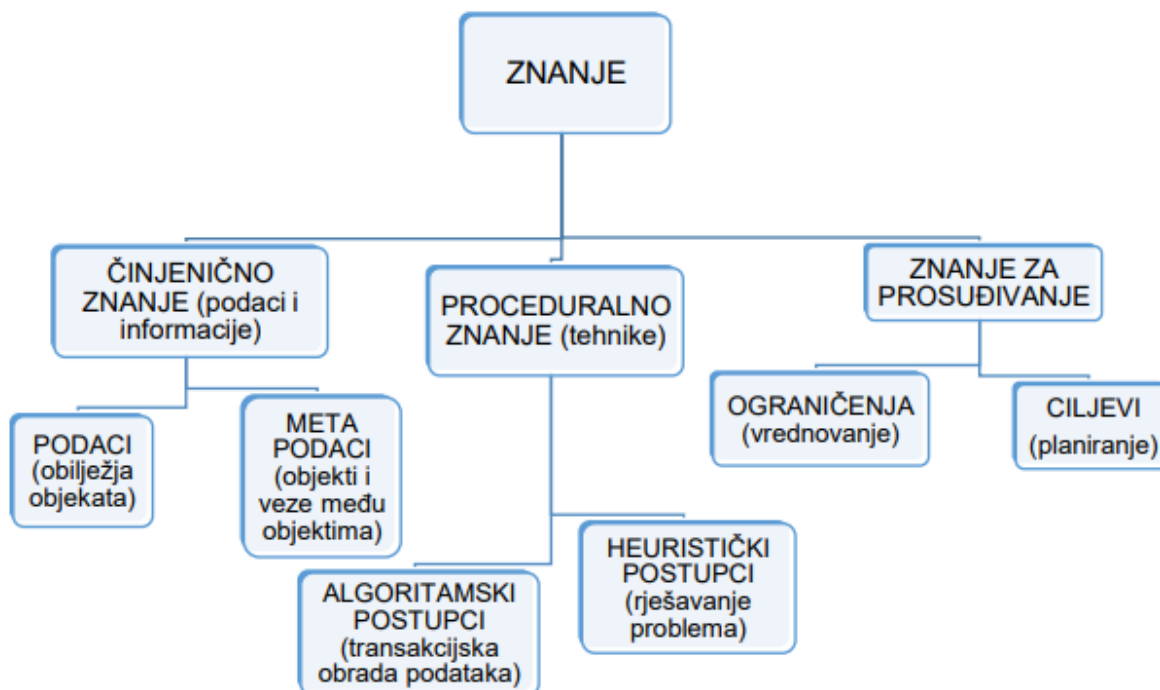 ZNANJE
ČINJENIČNO
ZNANJE (podaci i
informacije)
PROCEDURALNO
ZNANJE (tehnike)
ZNANJE ZA
PROSUĐIVANJE
PODACI
(obilježja
objekata)
META
PODACI
(objekti i
veze među
objektima)
OGRANIČENJA
(vrednovanje)
CILJEVI
(planiranje)
ALGORITAMSKI
POSTUPCI
(transakcijska
obrada podataka)
HEURISTIČKI
POSTUPCI
(rješavanje
problema)